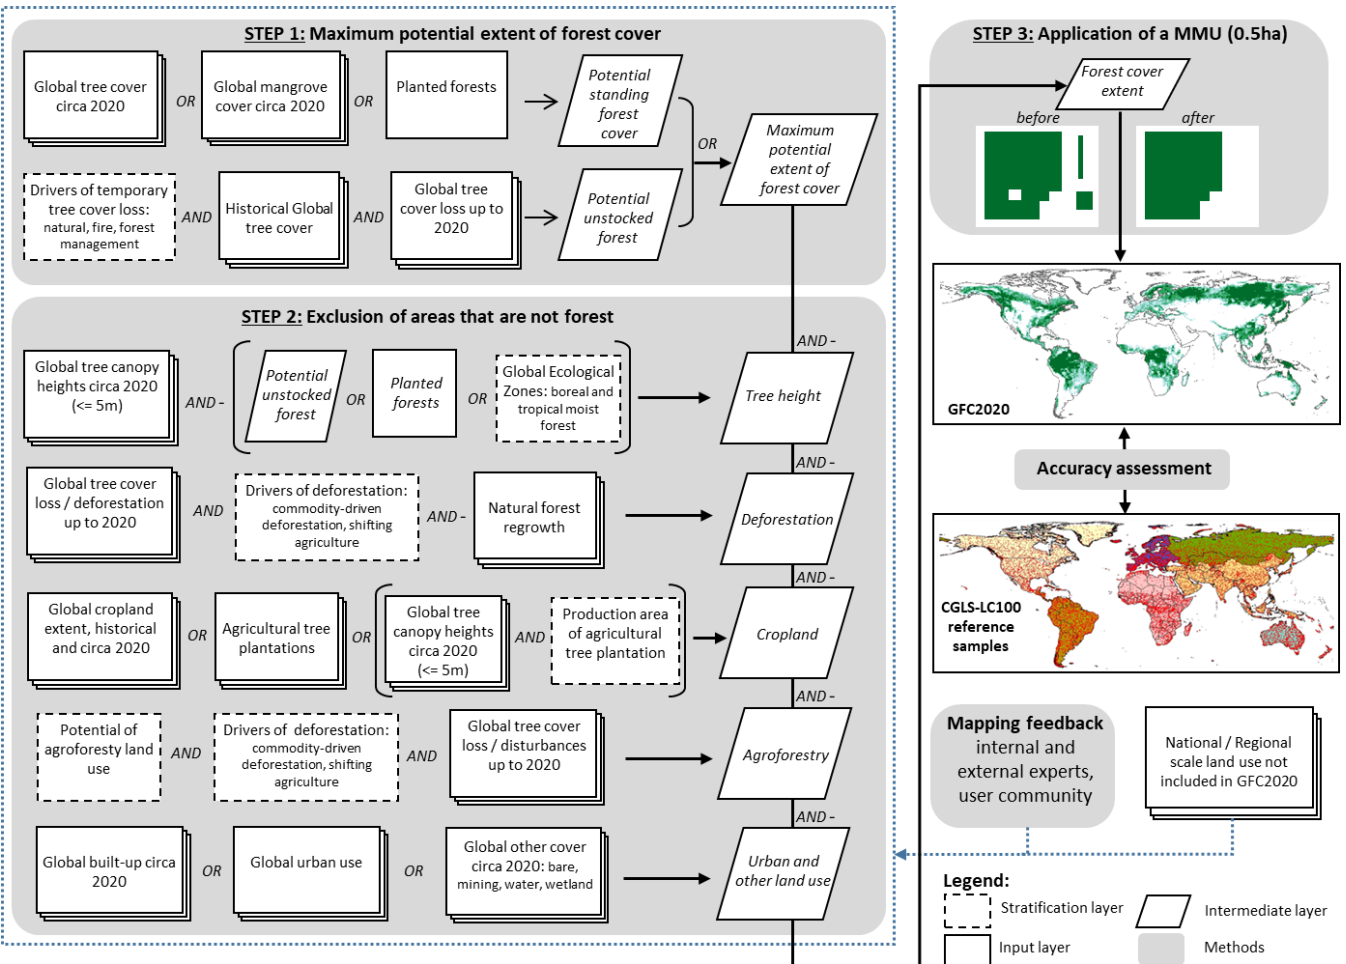 STEP 1: Maximum potential extent of forest cover
Global tree cover
circa 2020
OR
Global mangrove
cover circa 2020
OR
Planted forests
Potential
standing
forest
cover
OR
Maximum
potential
extent of
forest cover
Drivers of temporary
tree cover loss:
natural, fire, forest
management
AND
Historical Global
tree cover
AND
Global tree
cover loss up to
2020
Potential
unstocked
forest
STEP 2: Exclusion of areas that are not forest
AND -
Global tree canopy
heights circa 2020
(<= 5m)
AND -
Potential
unstocked
forest
OR
Planted
forests
OR
Global Ecological
Zones: boreal and
tropical moist
forest
Tree height
AND -
Global tree cover
loss / deforestation
up to 2020
AND
Drivers of deforestation:
commodity-driven
deforestation, shifting
agriculture
AND -
Natural forest
regrowth
Deforestation
AND -
Global cropland
extent, historical
and circa 2020
OR
Agricultural tree
plantations
OR
Global tree
canopy heights
circa 2020
(<= 5m)
AND
Production area
of agricultural
tree plantation
Cropland
AND -
Potential of
agroforesty land
use
AND
Drivers of deforestation:
commodity-driven
deforestation, shifting
agriculture
AND
Global tree cover
loss / disturbances
up to 2020
Agroforestry
AND -
Global built-up circa
2020
OR
Global urban use
OR
Global other cover
circa 2020: bare,
mining, water, wetland
Urban and
other land use
STEP 3: Application of a MMU (0.5ha)
Forest cover
extent
before
after
GFC2020
Accuracy assessment
CGLS-LC100
reference
samples
Mapping feedback
internal and
external experts,
user community
National / Regional
scale land use not
included in GFC2020
Legend:
Stratification layer
Intermediate layer
Input layer
Methods